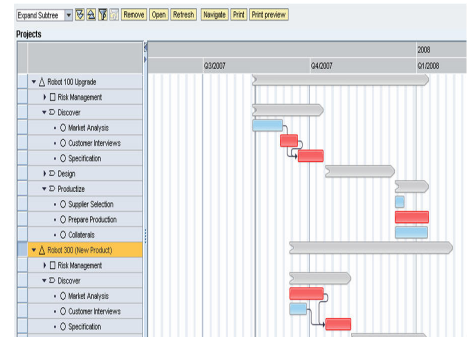 Expand Subtree Remove Open Refresh Navigate Print Print preview
Projects
2008
Q3/2007 Q4/2007 Q1/2008
Robot 100 Upgrade
Risk Management
Discover
Market Analysis
Customer Interviews
Specification
Design
Productize
Supplier Selection
Prepare Production
Collaterals
Robot 300 (New Product)
Risk Management
Discover
Market Analysis
Customer Interviews
Specification